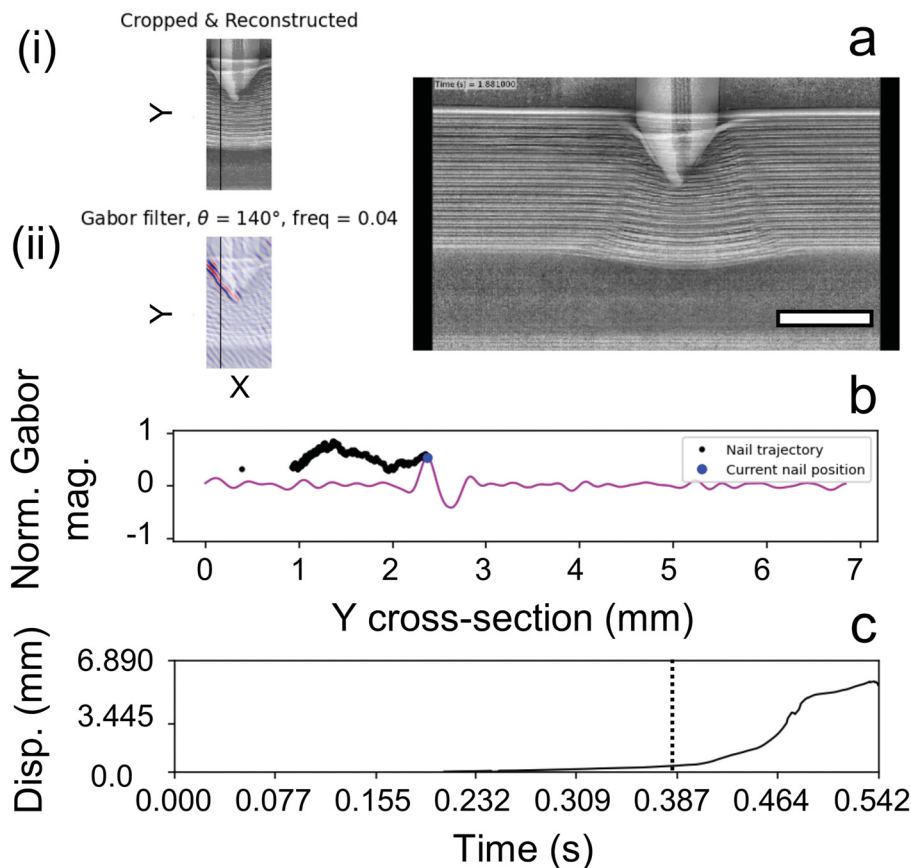 (i)
Cropped & Reconstructed
Y
a
Time (s) = 1.881000
(ii)
Gabor filter, θ = 140°, freq = 0.04
Y
X
b
Norm. Gabor
mag.
1
0
-1
Nail trajectory
Current nail position
0 1 2 3 4 5 6 7
Y cross-section (mm)
c
Disp. (mm)
6.890
3.445
0.0
0.000 0.077 0.155 0.232 0.309 0.387 0.464 0.542
Time (s)